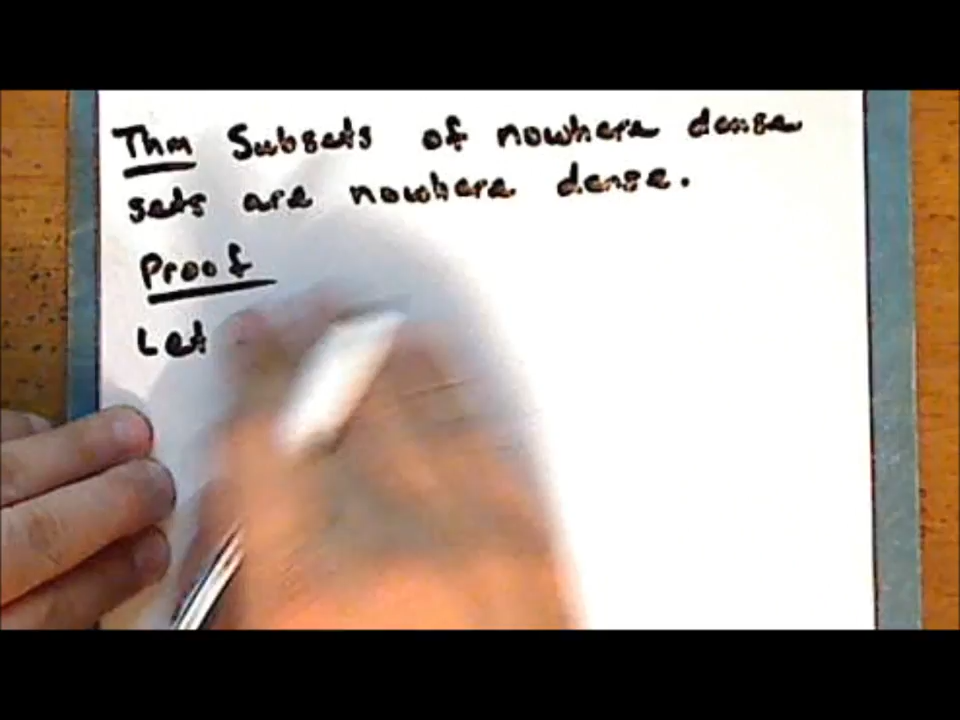 Thm Subsets of nowhere dense
sets are nowhere dense.
Proof
Let